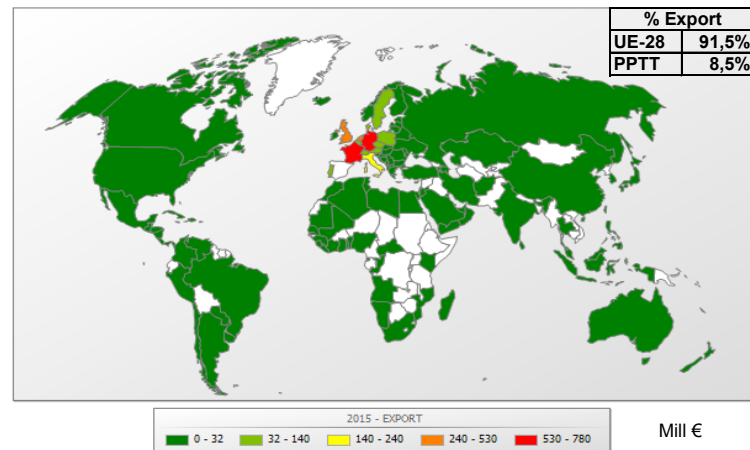 % Export
UE-28 91,5%
PPTT 8,5%
2015 - EXPORT
0 - 32 32 - 140 140 - 240 240 - 530 530 - 780
Mill €